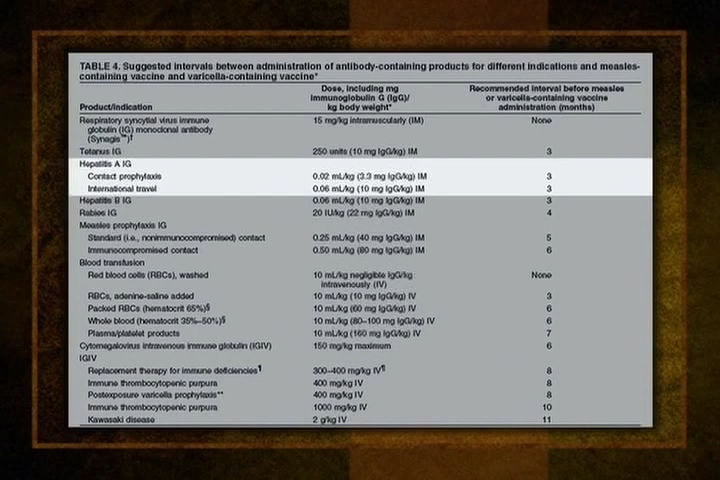 TABLE 4. Suggested intervals between administration of antibody-containing products for different indications and measles-
containing vaccine and varicella-containing vaccine*
Product/Indication Dose, including mg immunoglobulin G (IgG)/ kg body weight* Recommended interval before measles or varicella-containing vaccine administration (months)
Respiratory syncytial virus immune 15 mg/kg intramuscularly (IM) None
globulin (IG) monoclonal antibody
(Synagis™)†
Tetanus IG 250 units (10 mg IgG/kg) IM 3
Hepatitis A IG
Contact prophylaxis 0.02 mL/kg (3.3 mg IgG/kg) IM 3
International travel 0.06 mL/kg (10 mg IgG/kg) IM 3
Hepatitis B IG 0.06 mL/kg (10 mg IgG/kg) IM 3
Rabies IG 20 IU/kg (22 mg IgG/kg) IM 4
Measles prophylaxis IG
Standard (i.e., nonimmunocompromised) contact 0.25 mL/kg (40 mg IgG/kg) IM 5
Immunocompromised contact 0.50 mL/kg (80 mg IgG/kg) IM 6
Blood transfusion
Red blood cells (RBCs), washed 10 mL/kg negligible IgG/kg None
intravenously (IV)
RBCs, adenine-saline added 10 mL/kg (10 mg IgG/kg) IV 3
Packed RBCs (hematocrit 65%)§ 10 mL/kg (60 mg IgG/kg) IV 6
Whole blood (hematocrit 35%–50%)§ 10 mL/kg (80–100 mg IgG/kg) IV 6
Plasma/platelet products 10 mL/kg (160 mg IgG/kg) IV 7
Cytomegalovirus intravenous immune globulin (IGIV) 150 mg/kg maximum 6
IGIV
Replacement therapy for immune deficiencies¶ 300–400 mg/kg IV¶ 8
Immune thrombocytopenic purpura 400 mg/kg IV 8
Postexposure varicella prophylaxis** 400 mg/kg IV 8
Immune thrombocytopenic purpura 1000 mg/kg IV 10
Kawasaki disease 2 g/kg IV 11